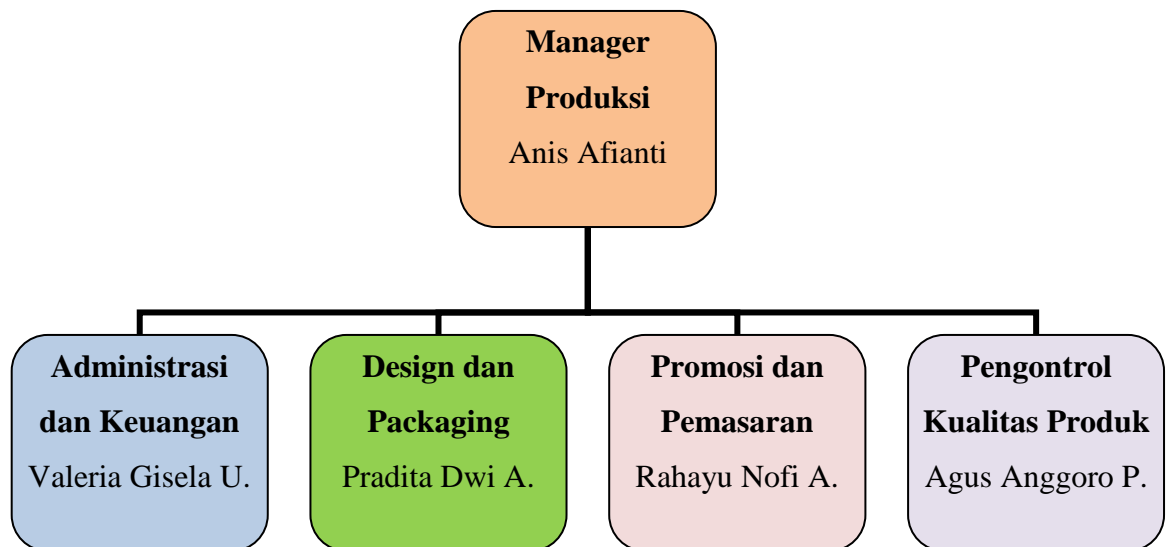 Manager
Produksi
Anis Afianti
Administrasi
dan Keuangan
Valeria Gisela U.
Design dan
Packaging
Pradita Dwi A.
Promosi dan
Pemasaran
Rahayu Nofi A.
Pengontrol
Kualitas Produk
Agus Anggoro P.